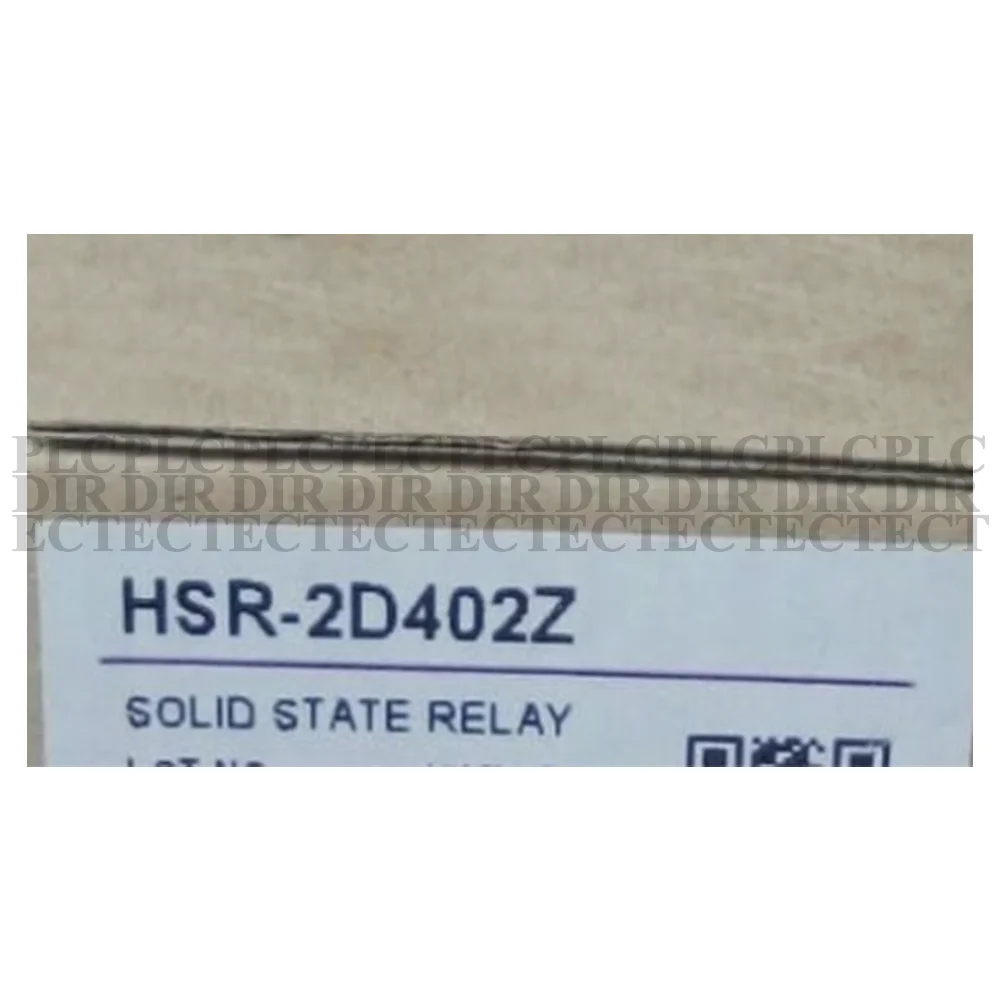 PLCPLCPLCPLCPLCPLCPLCPLCPLC
DIR DIR DIR DIR DIR DIR DIR DIR DIR
ECTECTECTECTECTECTECTECTECT
HSR-2D402Z
SOLID STATE RELAY